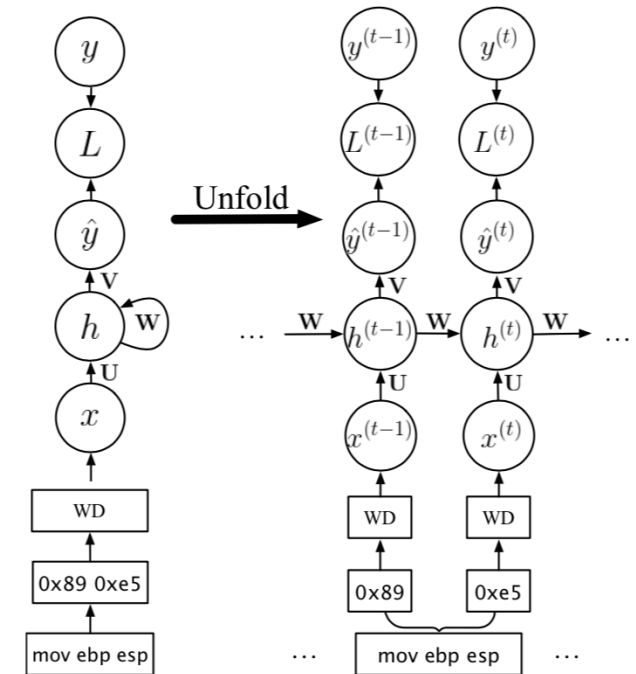 y
L
ŷ
V
h
W
U
x
WD
0x89 0xe5
mov ebp esp
Unfold
y^(t−1) y^(t)
L^(t−1) L^(t)
ŷ^(t−1) ŷ^(t)
V V
... W h^(t−1) W h^(t) W ...
U U
x^(t−1) x^(t)
WD WD
0x89 0xe5
... mov ebp esp ...